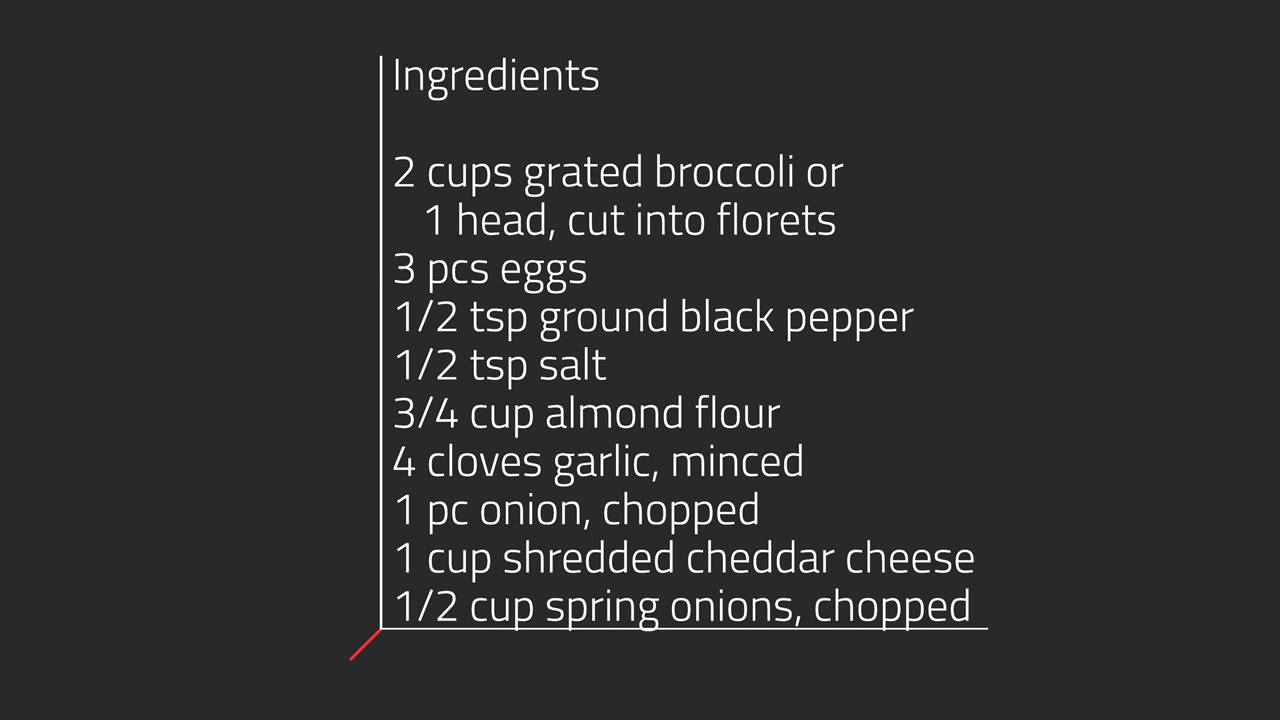 Ingredients
2 cups grated broccoli or
1 head, cut into florets
3 pcs eggs
1/2 tsp ground black pepper
1/2 tsp salt
3/4 cup almond flour
4 cloves garlic, minced
1 pc onion, chopped
1 cup shredded cheddar cheese
1/2 cup spring onions, chopped